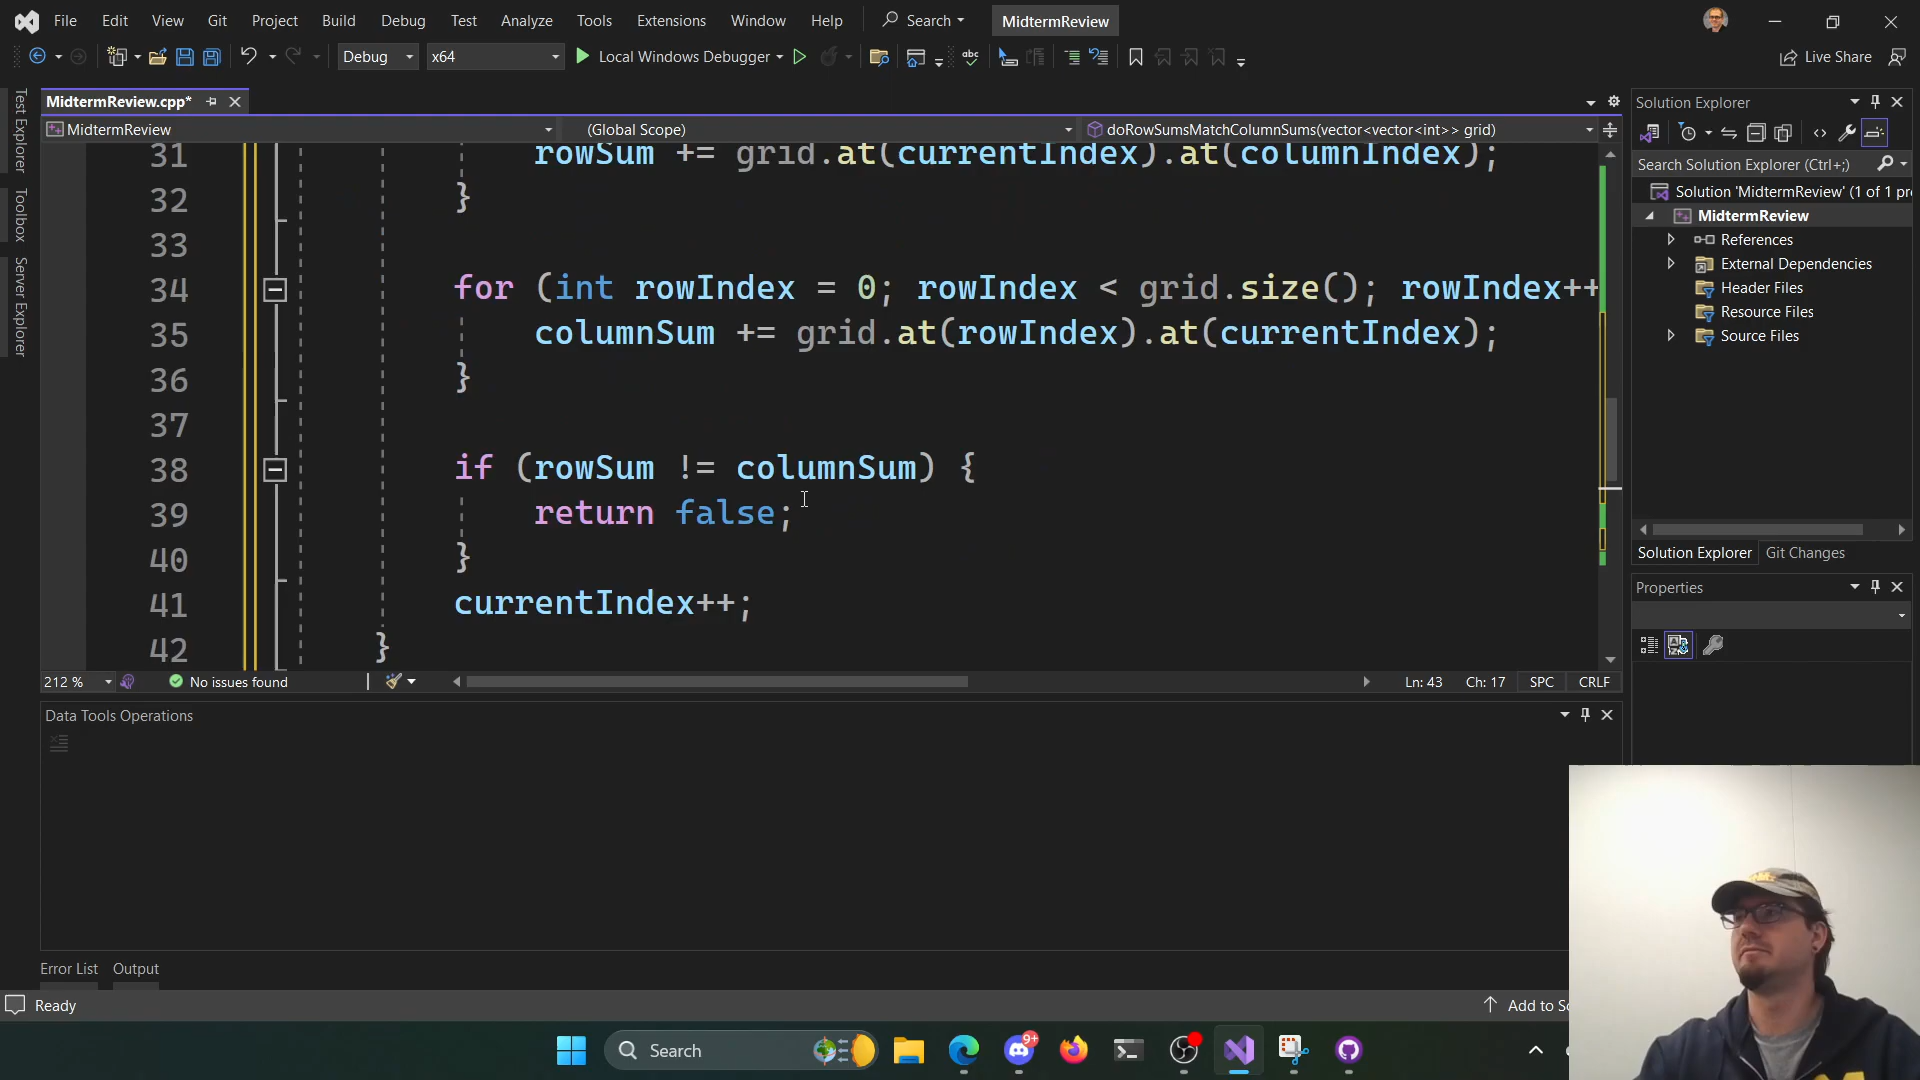 File Edit View Git Project Build Debug Test Analyze Tools Extensions Window Help Search MidtermReview
Debug x64 Local Windows Debugger Live Share
MidtermReview.cpp*
MidtermReview (Global Scope) doRowSumsMatchColumnSums(vector<vector<int>> grid)
Test Explorer
Toolbox
Server Explorer
31 rowSum += grid.at(currentIndex).at(columnIndex);
32 }
33
34 for (int rowIndex = 0; rowIndex < grid.size(); rowIndex++
35 columnSum += grid.at(rowIndex).at(currentIndex);
36 }
37
38 if (rowSum != columnSum) {
39 return false;
40 }
41 currentIndex++;
42 }
212 % No issues found Ln: 43 Ch: 17 SPC CRLF
Data Tools Operations
Error List Output
Ready Add to So
Solution Explorer
Search Solution Explorer (Ctrl+;)
Solution 'MidtermReview' (1 of 1 pr
MidtermReview
References
External Dependencies
Header Files
Resource Files
Source Files
Solution Explorer Git Changes
Properties
Search
9+